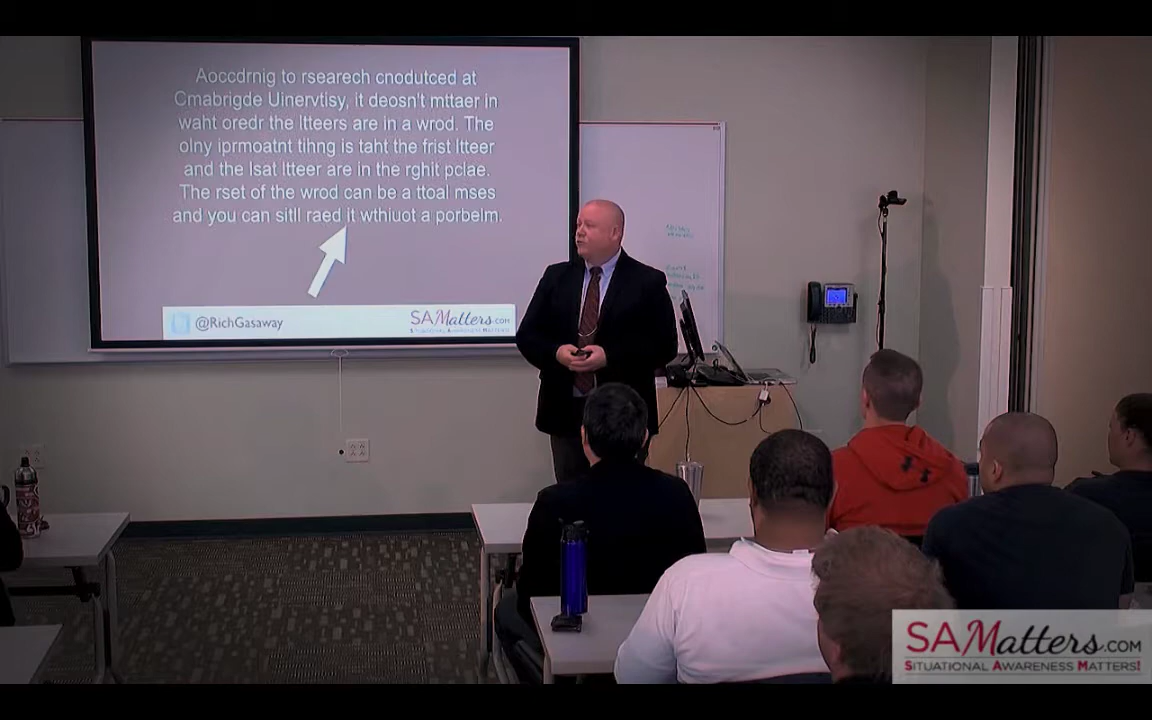 Aoccdrnig to rsearech cnodutced at
Cmabrigde Uinervtisy, it deosn't mttaer in
waht oredr the ltteers are in a wrod. The
olny iprmoatnt tihng is taht the frist ltteer
and the lsat ltteer are in the rghit pclae.
The rset of the wrod can be a ttoal mses
and you can sitll raed it wthiuot a porbelm.
@RichGasaway
SAMatters.com
Situational Awareness Matters!
SAMatters.com
Situational Awareness Matters!